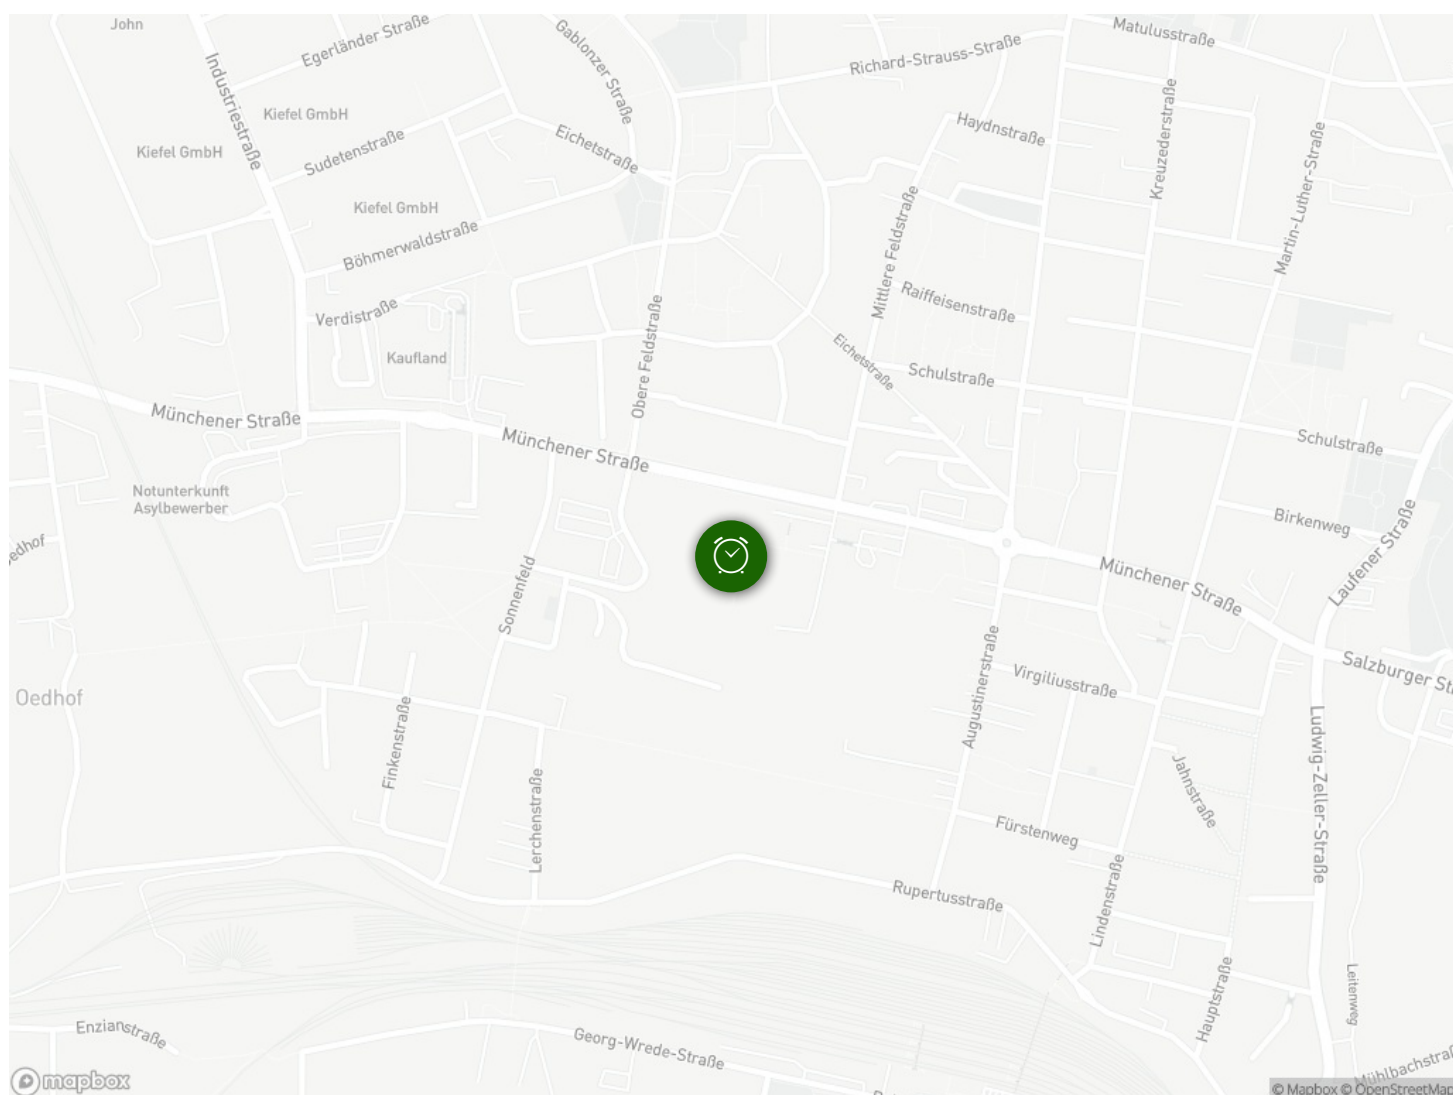 John
Egerländer Straße
Gablonzer Straße
Richard-Strauss-Straße
Matulusstraße
Industriestraße
Kiefel GmbH
Kiefel GmbH
Sudetenstraße
Eichetstraße
Haydnstraße
Kreuzederstraße
Martin-Luther-Straße
Kiefel GmbH
Böhmerwaldstraße
Mittlere Feldstraße
Verdistraße
Raiffeisenstraße
Obere Feldstraße
Kaufland
Eichetstraße
Schulstraße
Münchener Straße
Münchener Straße
Schulstraße
Notunterkunft
Asylbewerber
Birkenweg
Laufener Straße
edhof
Sonnenfeld
Münchener Straße
Salzburger St
Oedhof
Virgiliusstraße
Augustinerstraße
Finkenstraße
Ludwig-Zeller-Straße
Jahnstraße
Lerchenstraße
Fürstenweg
Rupertusstraße
Lindenstraße
Hauptstraße
Leitenweg
Enzianstraße
Georg-Wrede-Straße
Mühlbachstraß
mapbox
© Mapbox © OpenStreetMap